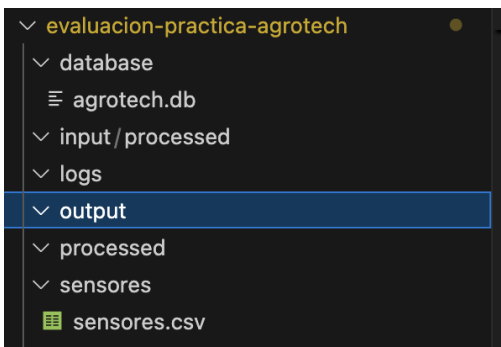 evaluacion-practica-agrotech
database
agrotech.db
input/processed
logs
output
processed
sensores
sensores.csv